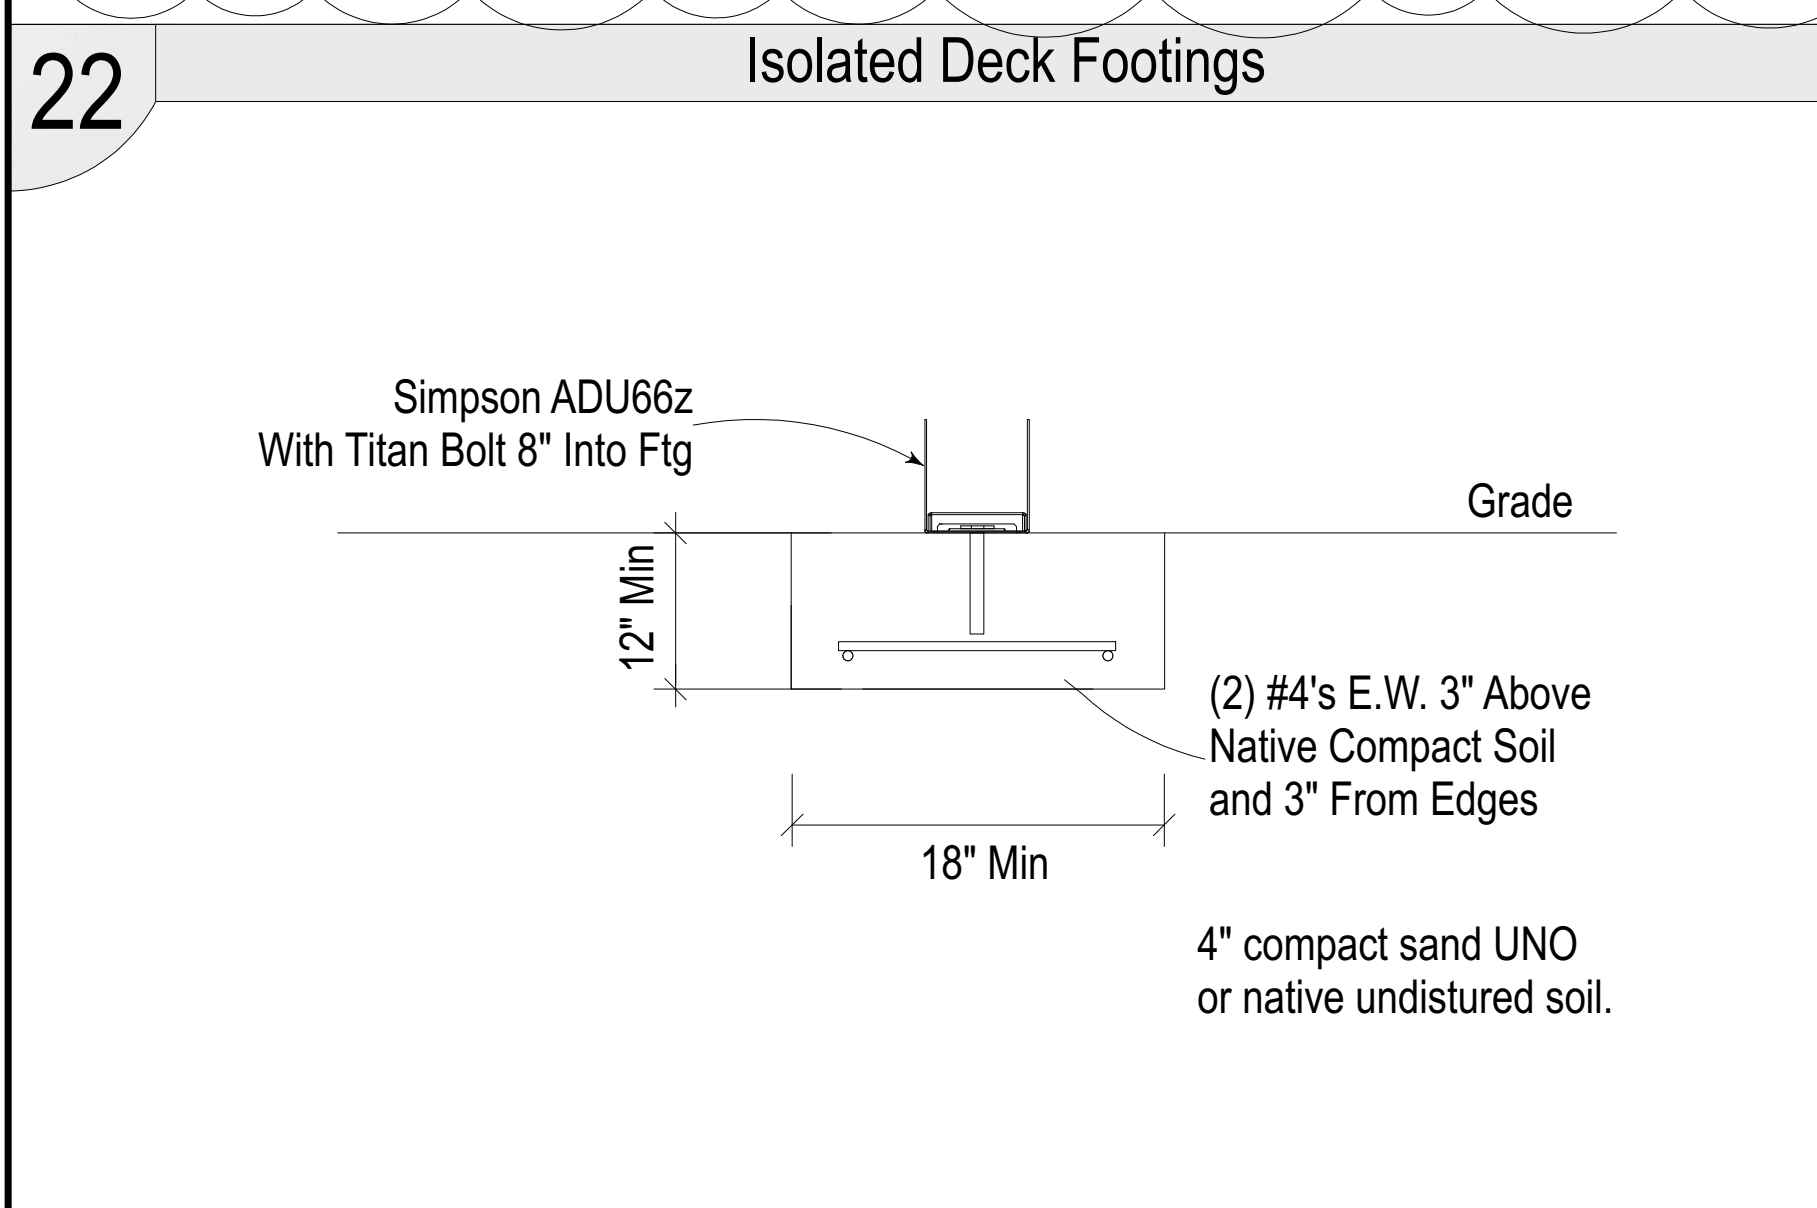 22
Isolated Deck Footings
Simpson ADU66z
With Titan Bolt 8" Into Ftg
Grade
12" Min
(2) #4's E.W. 3" Above
Native Compact Soil
and 3" From Edges
18" Min
4" compact sand UNO
or native undistured soil.